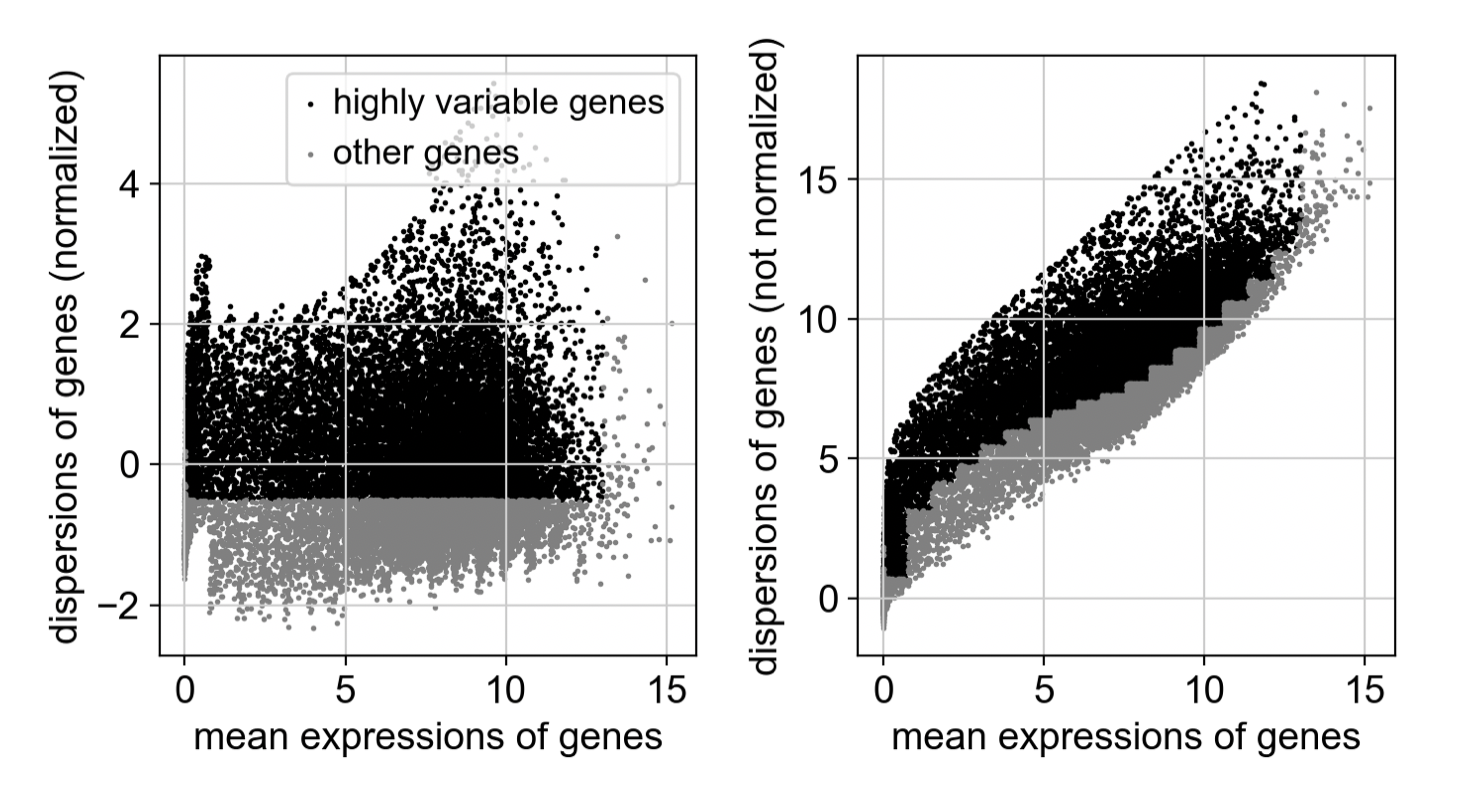 dispersions of genes (normalized)
4
2
0
−2
highly variable genes
other genes
0 5 10 15
mean expressions of genes
dispersions of genes (not normalized)
15
10
5
0
0 5 10 15
mean expressions of genes